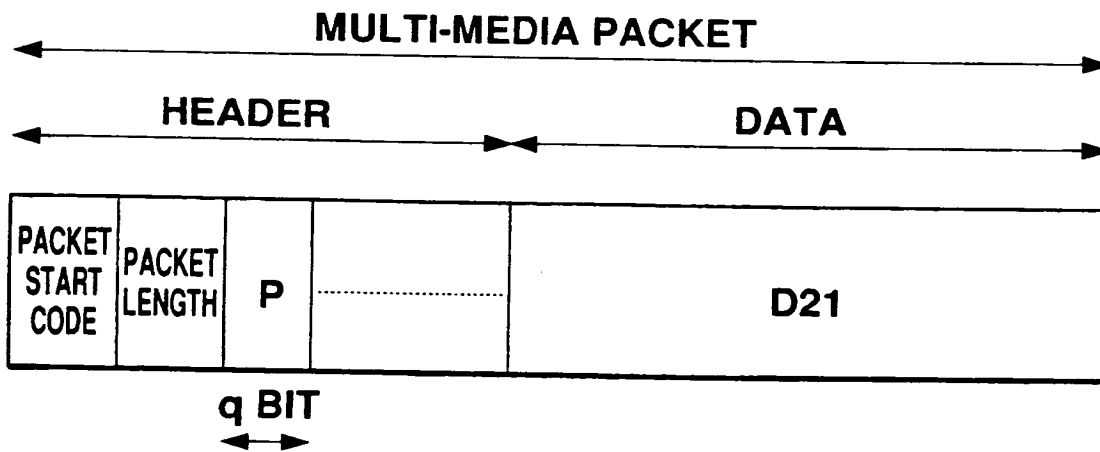 MULTI-MEDIA PACKET
HEADER
DATA
PACKET
START
CODE
PACKET
LENGTH
P
D21
q BIT